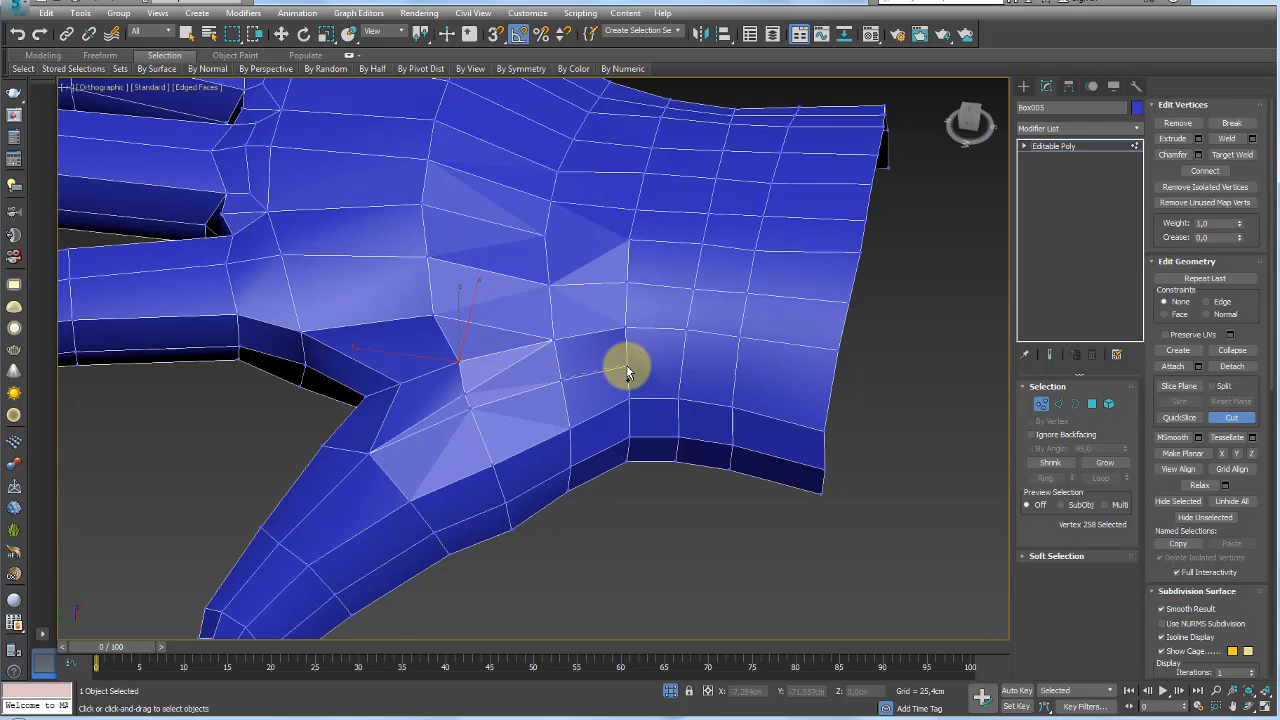 Edit Tools Group Views Create Modifiers Animation Graph Editors Rendering Civil View Customize Scripting Content Help
All View Create Selection Se
Modeling Freeform Selection Object Paint Populate
Select Stored Selections Sets By Surface By Normal By Perspective By Random By Half By Pivot Dist By View By Symmetry By Color By Numeric
[+] [Orthographic] [Standard] [Edged Faces]
Box005
Modifier List
Editable Poly
Selection
By Vertex
Ignore Backfacing
By Angle: 45,0
Shrink Grow
Ring Loop
Preview Selection
Off SubObj Multi
Vertex 258 Selected
Soft Selection
Edit Vertices
Remove Break
Extrude Weld
Chamfer Target Weld
Connect
Remove Isolated Vertices
Remove Unused Map Verts
Weight: 1,0
Crease: 0,0
Edit Geometry
Repeat Last
Constraints
None Edge
Face Normal
Preserve UVs
Create Collapse
Attach Detach
Slice Plane Split
Slice Reset Plane
QuickSlice Cut
MSmooth Tessellate
Make Planar X Y Z
View Align Grid Align
Relax
Hide Selected Unhide All
Hide Unselected
Named Selections:
Copy Paste
Delete Isolated Vertices
Full Interactivity
Subdivision Surface
Smooth Result
Use NURMS Subdivision
Isoline Display
Show Cage......
Display
Iterations: 1
0 / 100
0 5 10 15 20 25 30 35 40 45 50 55 60 65 70 75 80 85 90 95 100
1 Object Selected
Click or click-and-drag to select objects
Welcome to M
X: -7,254cm Y: -71,557cm Z: 0,0cm Grid = 25,4cm
Add Time Tag
Auto Key Selected
Set Key Key Filters... 0